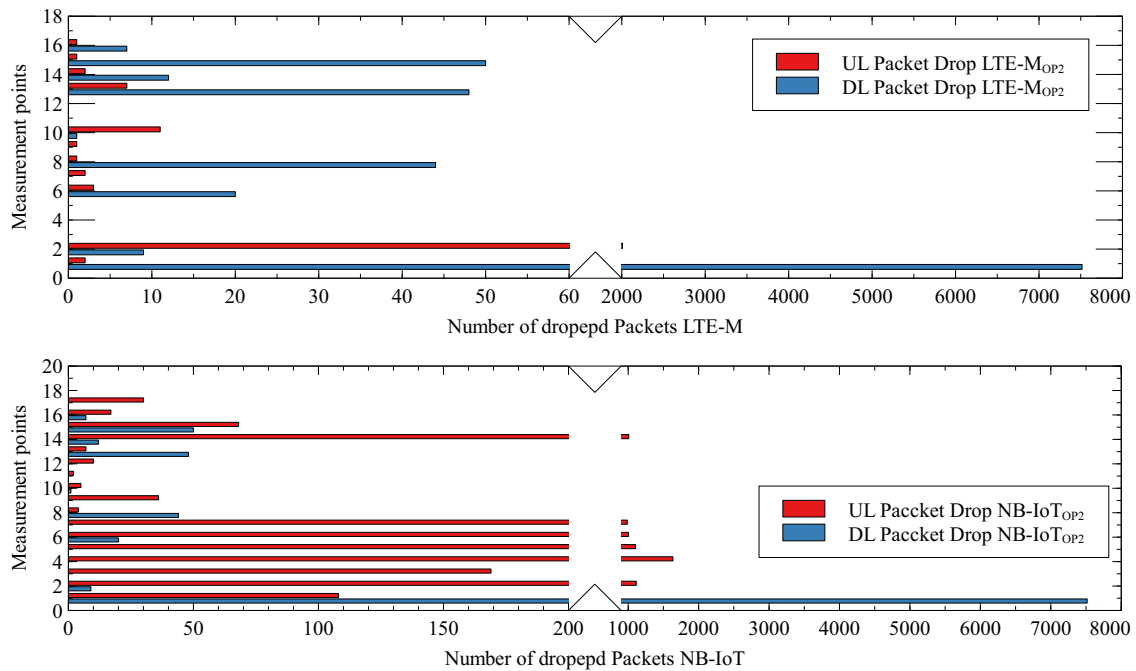 18
16
14
12
10
8
6
4
2
0
Measurement points
UL Packet Drop LTE-MOP2
DL Packet Drop LTE-MOP2
0 10 20 30 40 50 60 2000 3000 4000 5000 6000 7000 8000
Number of dropepd Packets LTE-M
20
18
16
14
12
10
8
6
4
2
0
Measurement points
UL Paccket Drop NB-IoTOP2
DL Paccket Drop NB-IoTOP2
0 50 100 150 200 1000 2000 3000 4000 5000 6000 7000 8000
Number of dropepd Packets NB-IoT